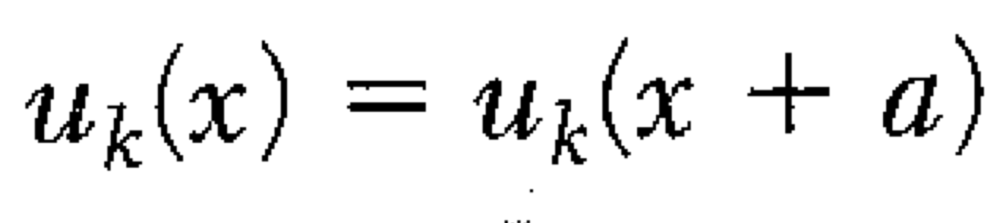 u_k(x) = u_k(x + a)